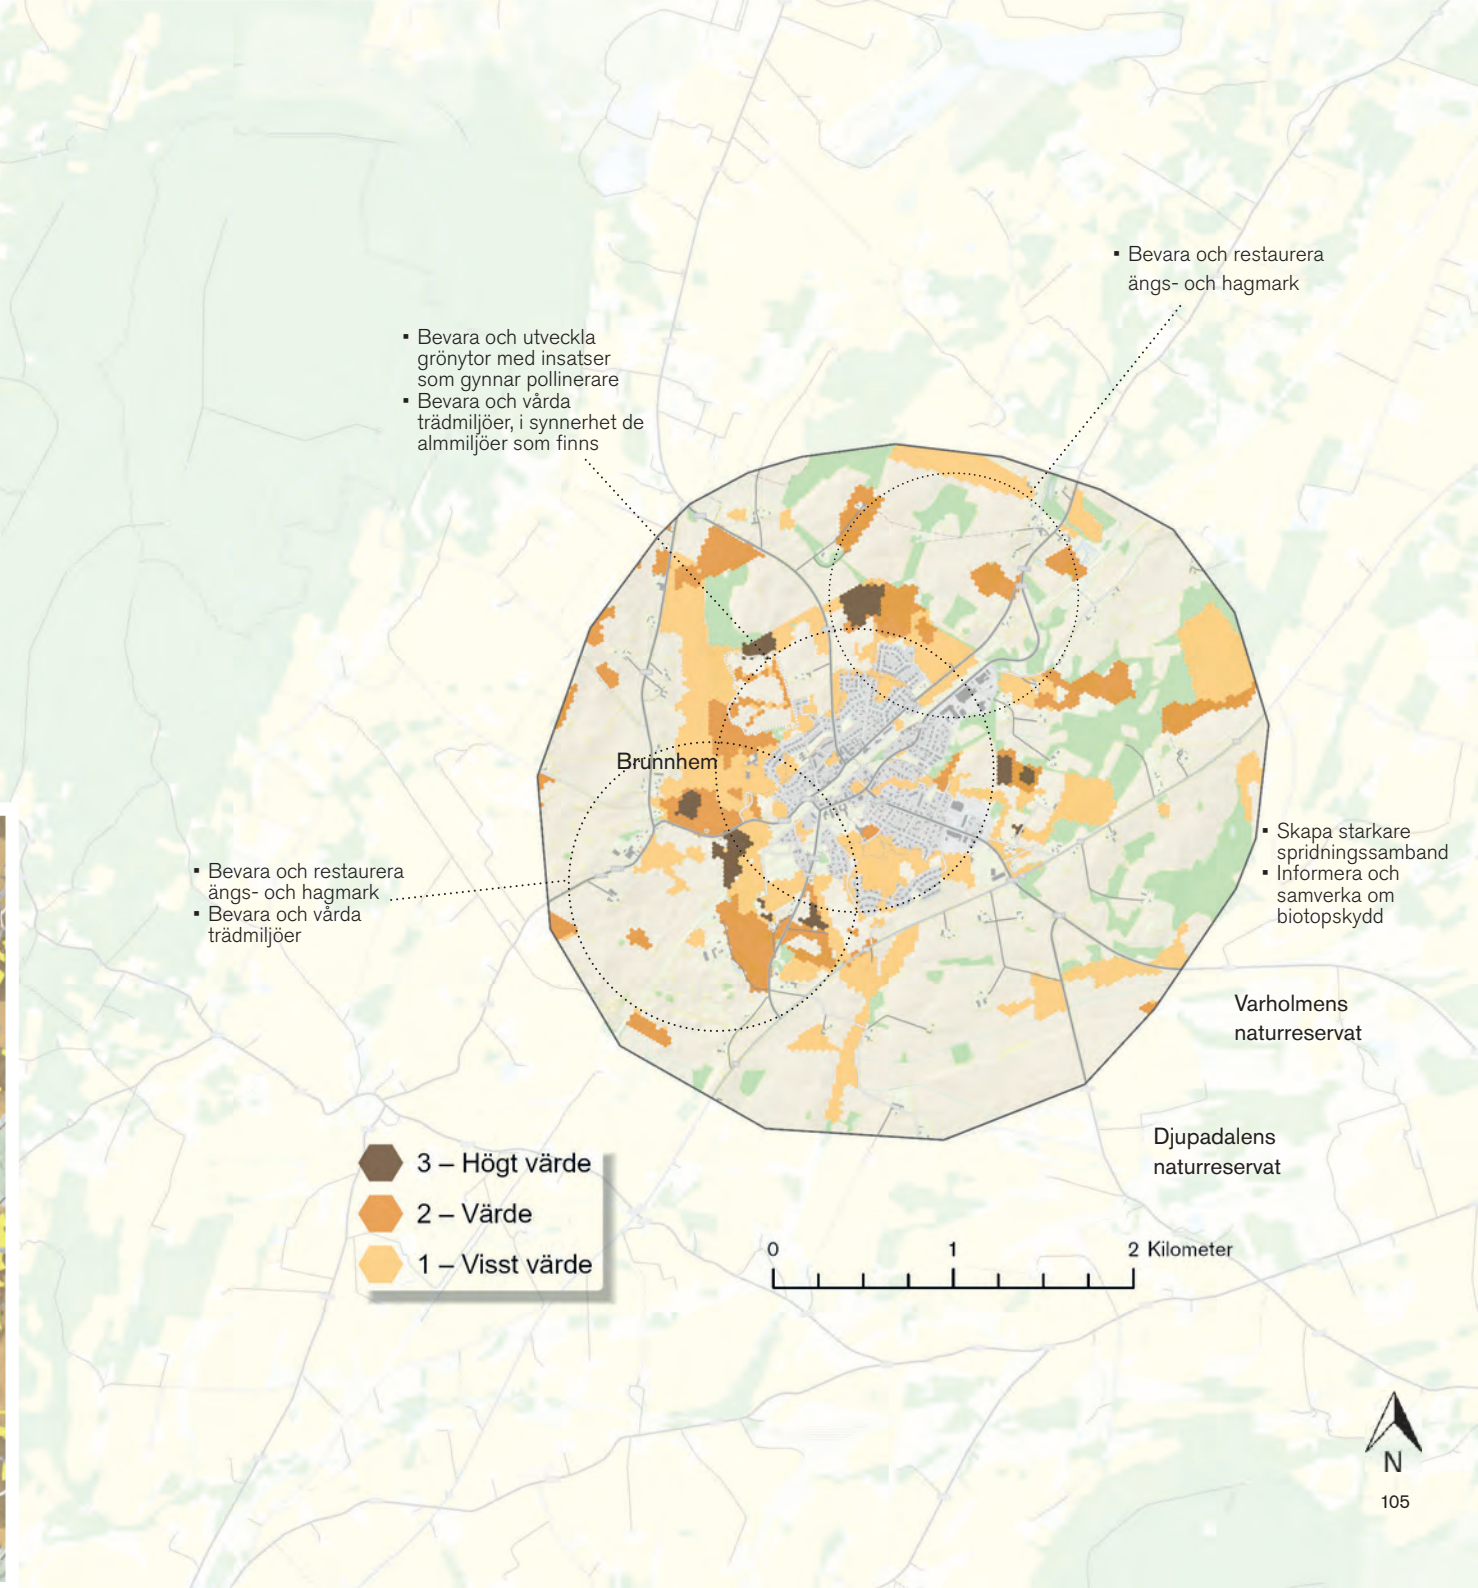 ▪ Bevara och restaurera
ängs- och hagmark
▪ Bevara och utveckla
grönytor med insatser
som gynnar pollinerare
▪ Bevara och vårda
trädmiljöer, i synnerhet de
almmiljöer som finns
Brunnhem
▪ Skapa starkare
spridningssamband
▪ Informera och
samverka om
biotopskydd
▪ Bevara och restaurera
ängs- och hagmark
▪ Bevara och vårda
trädmiljöer
Varholmens
naturreservat
Djupadalens
naturreservat
3 – Högt värde
2 – Värde
1 – Visst värde
0 1 2 Kilometer
N
105